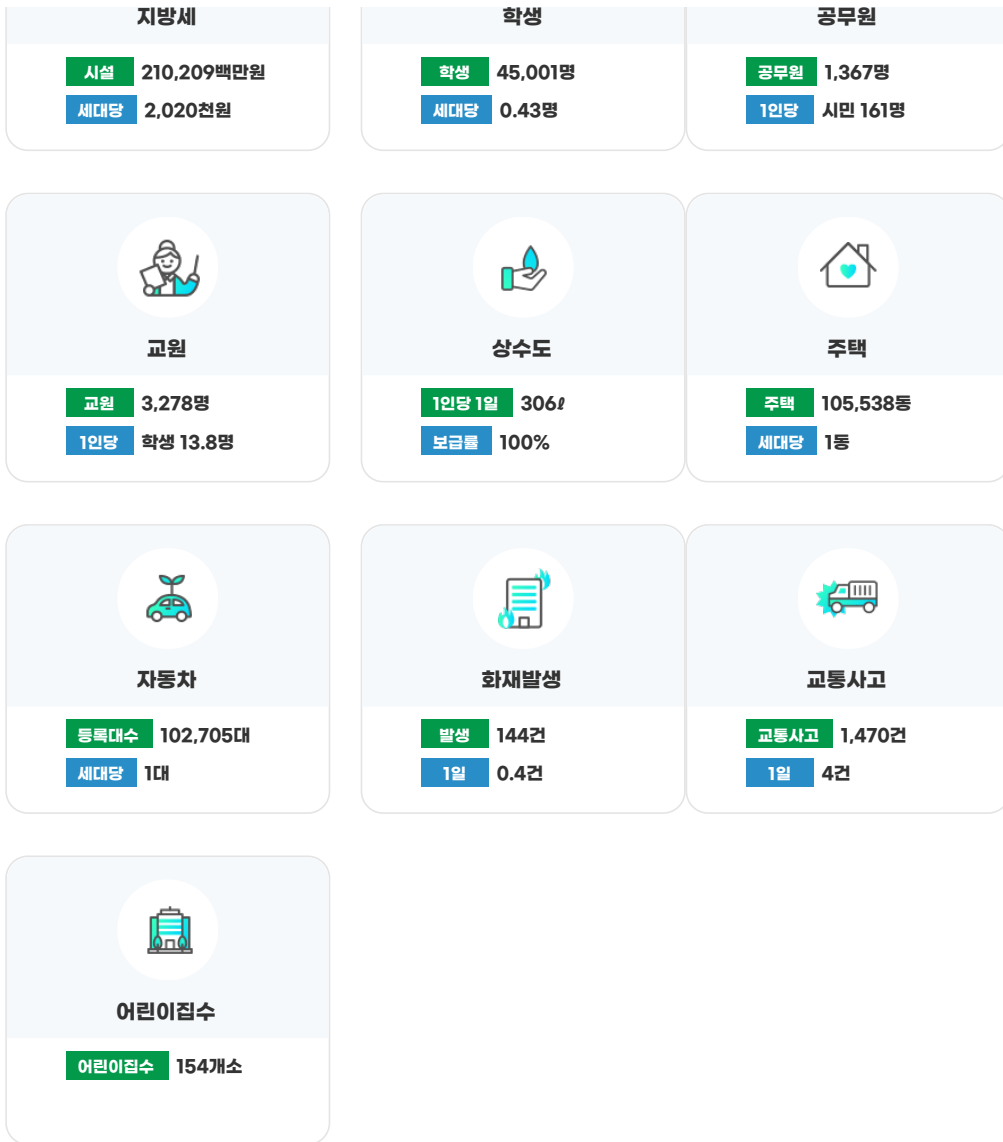 지방세
시설 210,209백만원
세대당 2,020천원
학생
학생 45,001명
세대당 0.43명
공무원
공무원 1,367명
1인당 시민 161명
교원
교원 3,278명
1인당 학생 13.8명
상수도
1인당 1일 306ℓ
보급률 100%
주택
주택 105,538동
세대당 1동
자동차
등록대수 102,705대
세대당 1대
화재발생
발생 144건
1일 0.4건
교통사고
교통사고 1,470건
1일 4건
어린이집수
어린이집수 154개소